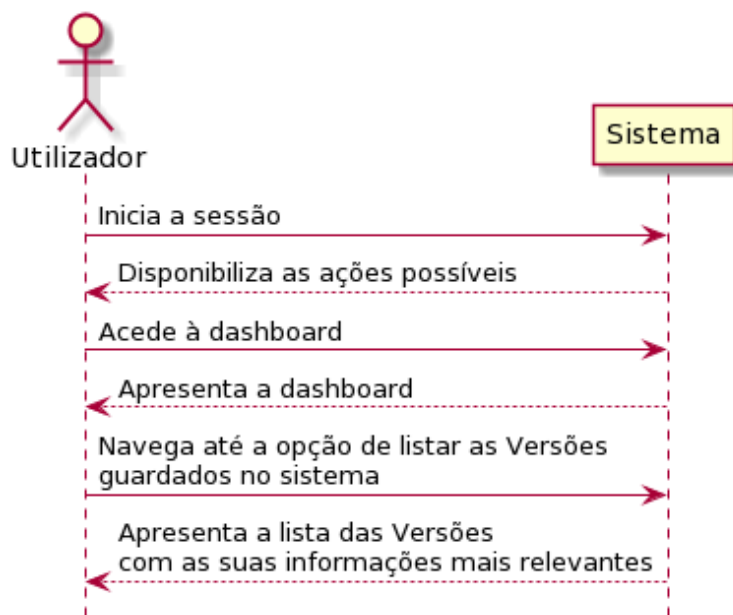 Utilizador
Sistema
Inicia a sessão
Disponibiliza as ações possíveis
Acede à dashboard
Apresenta a dashboard
Navega até a opção de listar as Versões
guardados no sistema
Apresenta a lista das Versões
com as suas informações mais relevantes